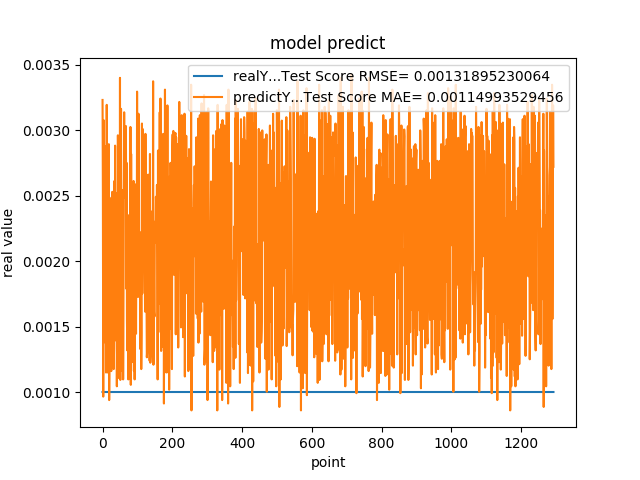 model predict
realY...Test Score RMSE= 0.00131895230064
predictY...Test Score MAE= 0.00114993529456
real value
0.0035
0.0030
0.0025
0.0020
0.0015
0.0010
0 200 400 600 800 1000 1200
point